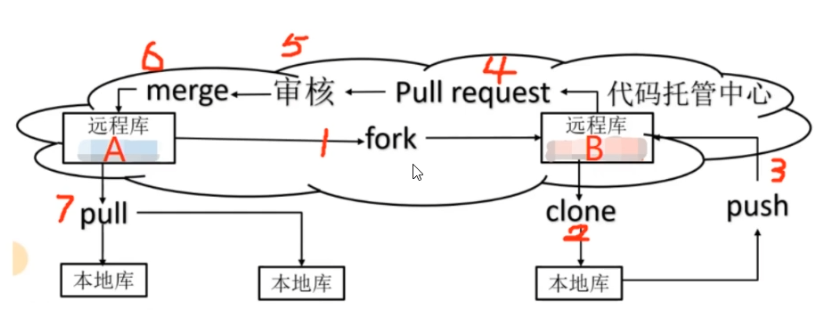 6
5
4
merge
审核
Pull request
代码托管中心
远程库
A
1
fork
远程库
B
3
7
pull
clone
2
push
本地库
本地库
本地库